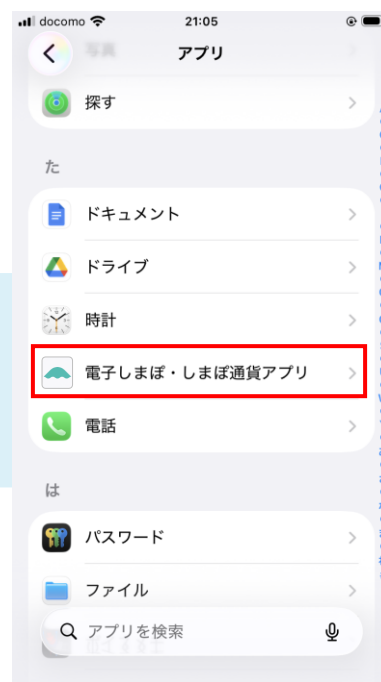 docomo 21:05
アプリ
探す
た
ドキュメント
ドライブ
時計
電子しまぽ・しまぽ通貨アプリ
電話
は
パスワード
ファイル
アプリを検索